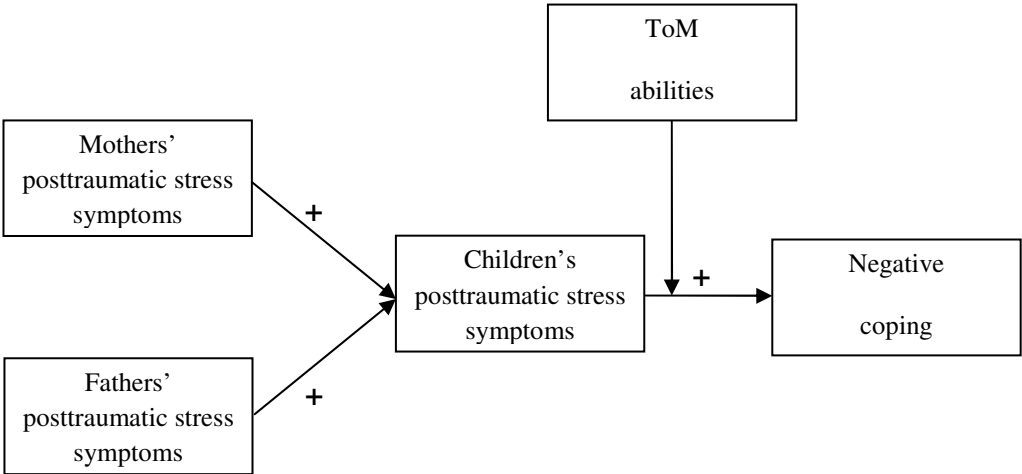 ToM
abilities
Mothers’
posttraumatic stress
symptoms
+
Children’s
posttraumatic stress
symptoms
+
Negative
coping
Fathers’
posttraumatic stress
symptoms
+